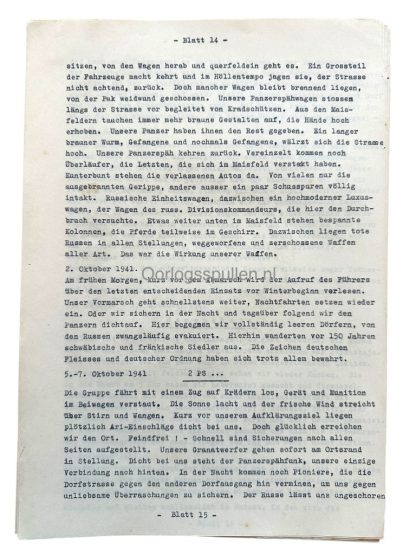 - Blatt 14 -
sitzen, von den Wagen herab und querfeldein geht es. Ein Grossteil
der Fahrzeuge macht kehrt und im Höllentempo jagen sie, der Strasse
nicht achtend, zurück. Doch mancher Wagen bleibt brennend liegen,
von der Pak weidwund geschossen. Unsere Panzerspähwagen stossen
längs der Strasse vor begleitet von Kradschützen. Aus den Mais-
feldern tauchen immer mehr braune Gestalten auf, die Hände hoch
erhoben. Unsere Panzer haben ihnen den Rest gegeben. Ein langer
brauner Wurm, Gefangene und nochmals Gefangene, wälzt sich die Strasse
hoch. Unsere Panzerspäh kehren zurück. Vereinzelt kommen noch
Überläufer, die Letzten, die sich im Maisfeld versteckt haben.
Kunterbunt stehen die verlassenen Autos da. Von vielen nur die
ausgebrannten Gerippe, andere ausser ein paar Schusspuren völlig
intakt. Russische Einheitswagen, dazwischen ein hochmoderner Luxus-
wagen, der Wagen des russ. Divisionskommandeurs, die hier den Durch-
bruch versuchte. Etwas weiter unten im Maisfeld stehen bespannte
Kolonnen, die Pferde teilweise im Geschirr. Dazwischen liegen tote
Russen in allen Stellungen, weggeworfene und zerschossene Waffen
aller Art. Das war die Wirkung unserer Waffen.
2. Oktober 1941.
Oorlogsspullen.nl
Am frühen Morgen, kurz vor dem Abmarsch wird der Aufruf des Führers
über den letzten entscheidenden Einsatz vor Winterbeginn verlesen.
Unser Vormarsch geht schnellstens weiter, Nachtfahrten setzen wieder
ein. Oder wir sichern in der Nacht und tagsüber folgend wir den
Panzern dichtauf. Hier begegnen wir vollständig leeren Dörfern, von
den Russen zwangsläufig evakuiert. Hierhin wanderten vor 150 Jahren
schwäbische und fränkische Siedler aus. Die Zeichen deutschen
Fleisses und deutscher Ordnung haben sich trotz allem bewahrt.
5.-7. Oktober 1941 2 PS ...
Die Gruppe fährt mit einem Zug auf Krädern los, Gerät und Munition
im Beiwagen verstaut. Die Sonne lacht und der frische Wind streicht
über Stirn und Wangen. Kurz vor unserem Aufklärungsziel liegen
plötzlich Ari-Einschläge dicht bei uns. Doch glücklich erreichen
wir den Ort. Feindfrei ! - Schnell sind Sicherungen nach allen
Seiten aufgestellt. Unsere Granatwerfer gehen sofort am Ortsrand
in Stellung. Dicht bei uns steht der Panzerspähfunk, unsere einzige
Verbindung nach hinten. In der Nacht kommen noch Pioniere, die die
Dorfstrasse gegen den anderen Dorfausgang hin verminen, um uns gegen
unliebsame Überraschungen zu sichern. Der Russe lässt uns ungeschoren
- Blatt 15 -